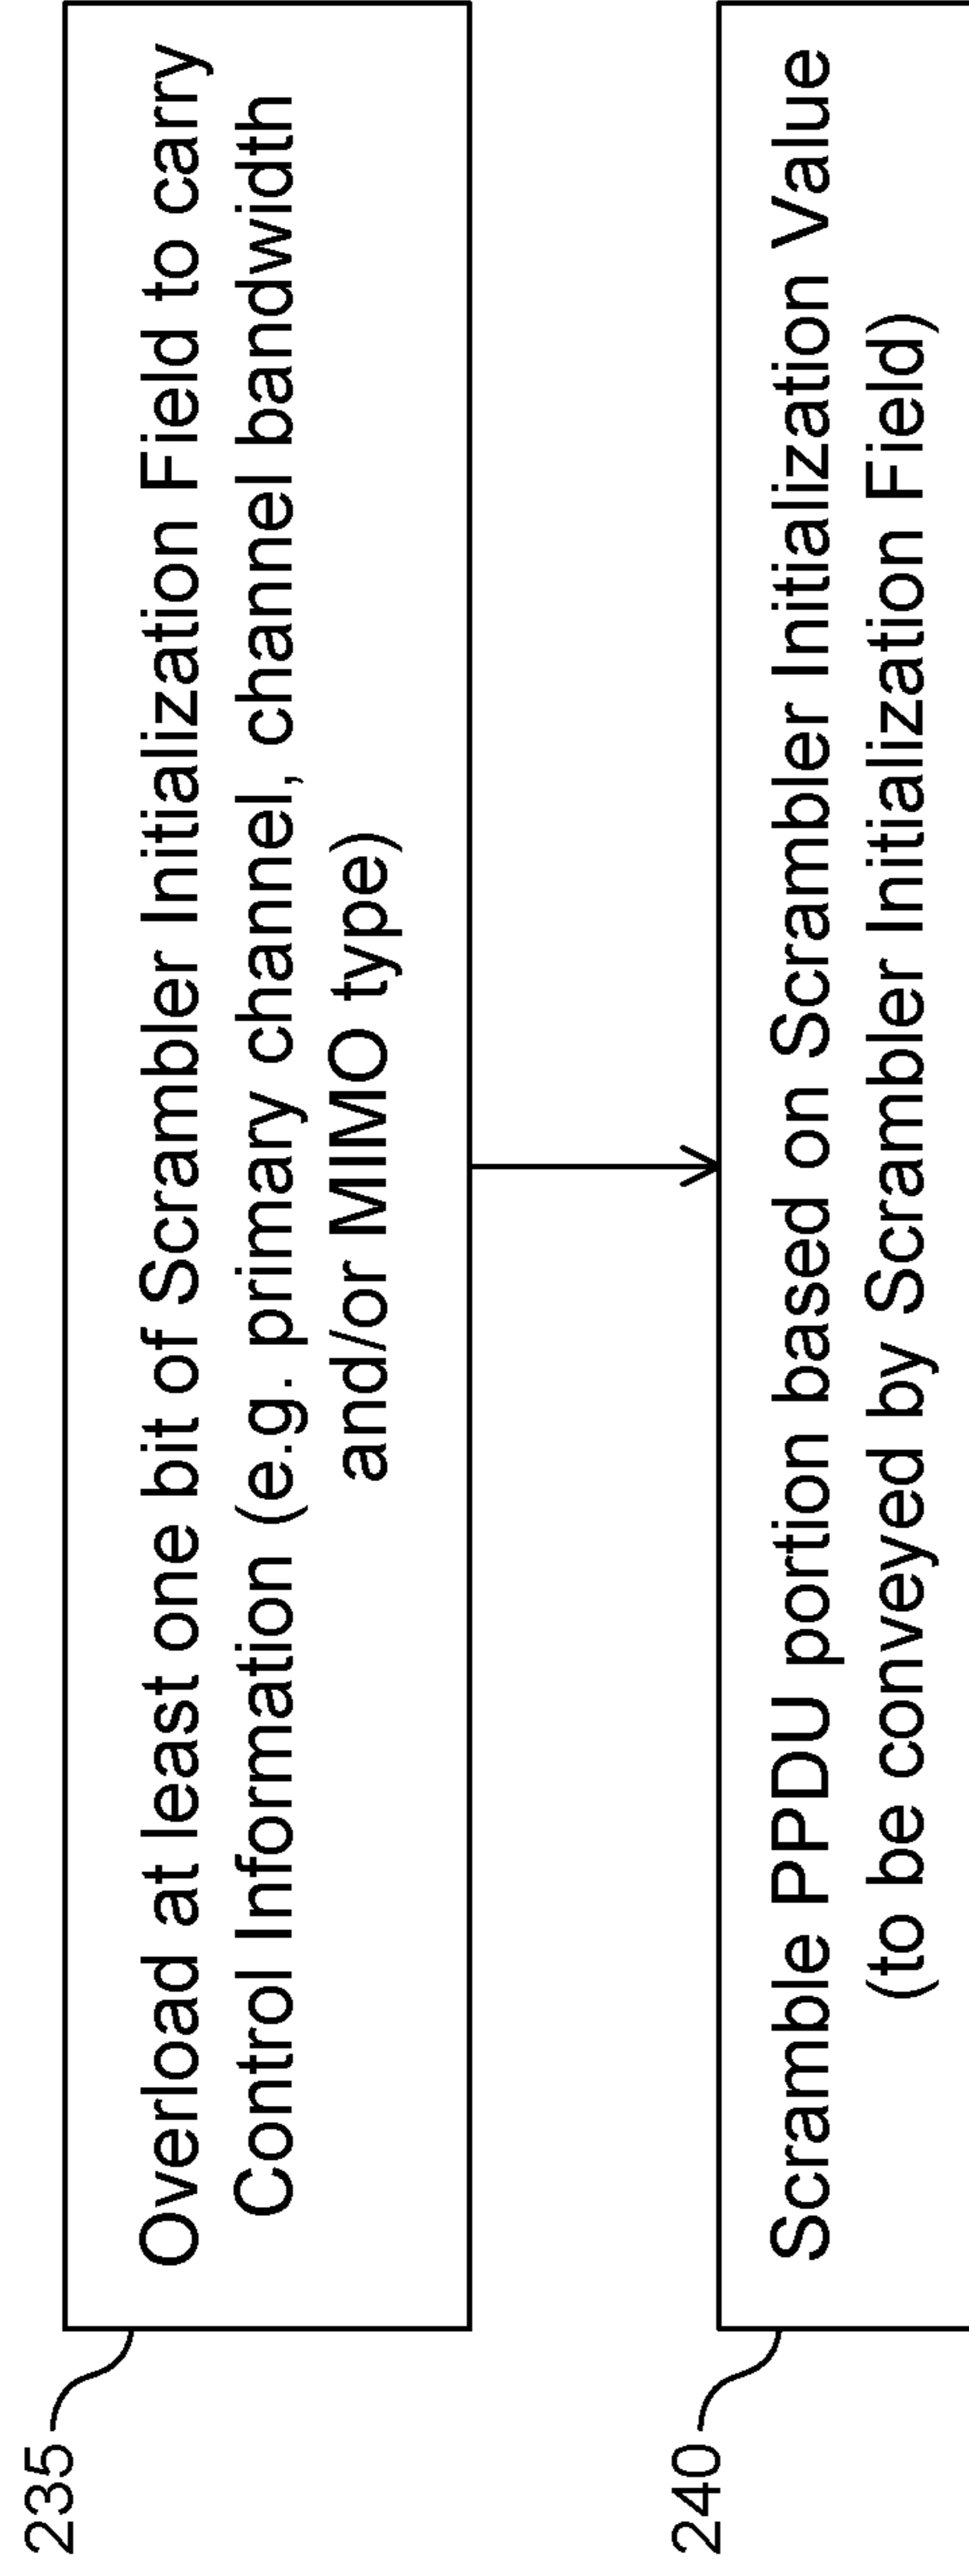 235
Overload at least one bit of Scrambler Initialization Field to carry
Control Information (e.g. primary channel, channel bandwidth
and/or MIMO type)
240
Scramble PPDU portion based on Scrambler Initialization Value
(to be conveyed by Scrambler Initialization Field)